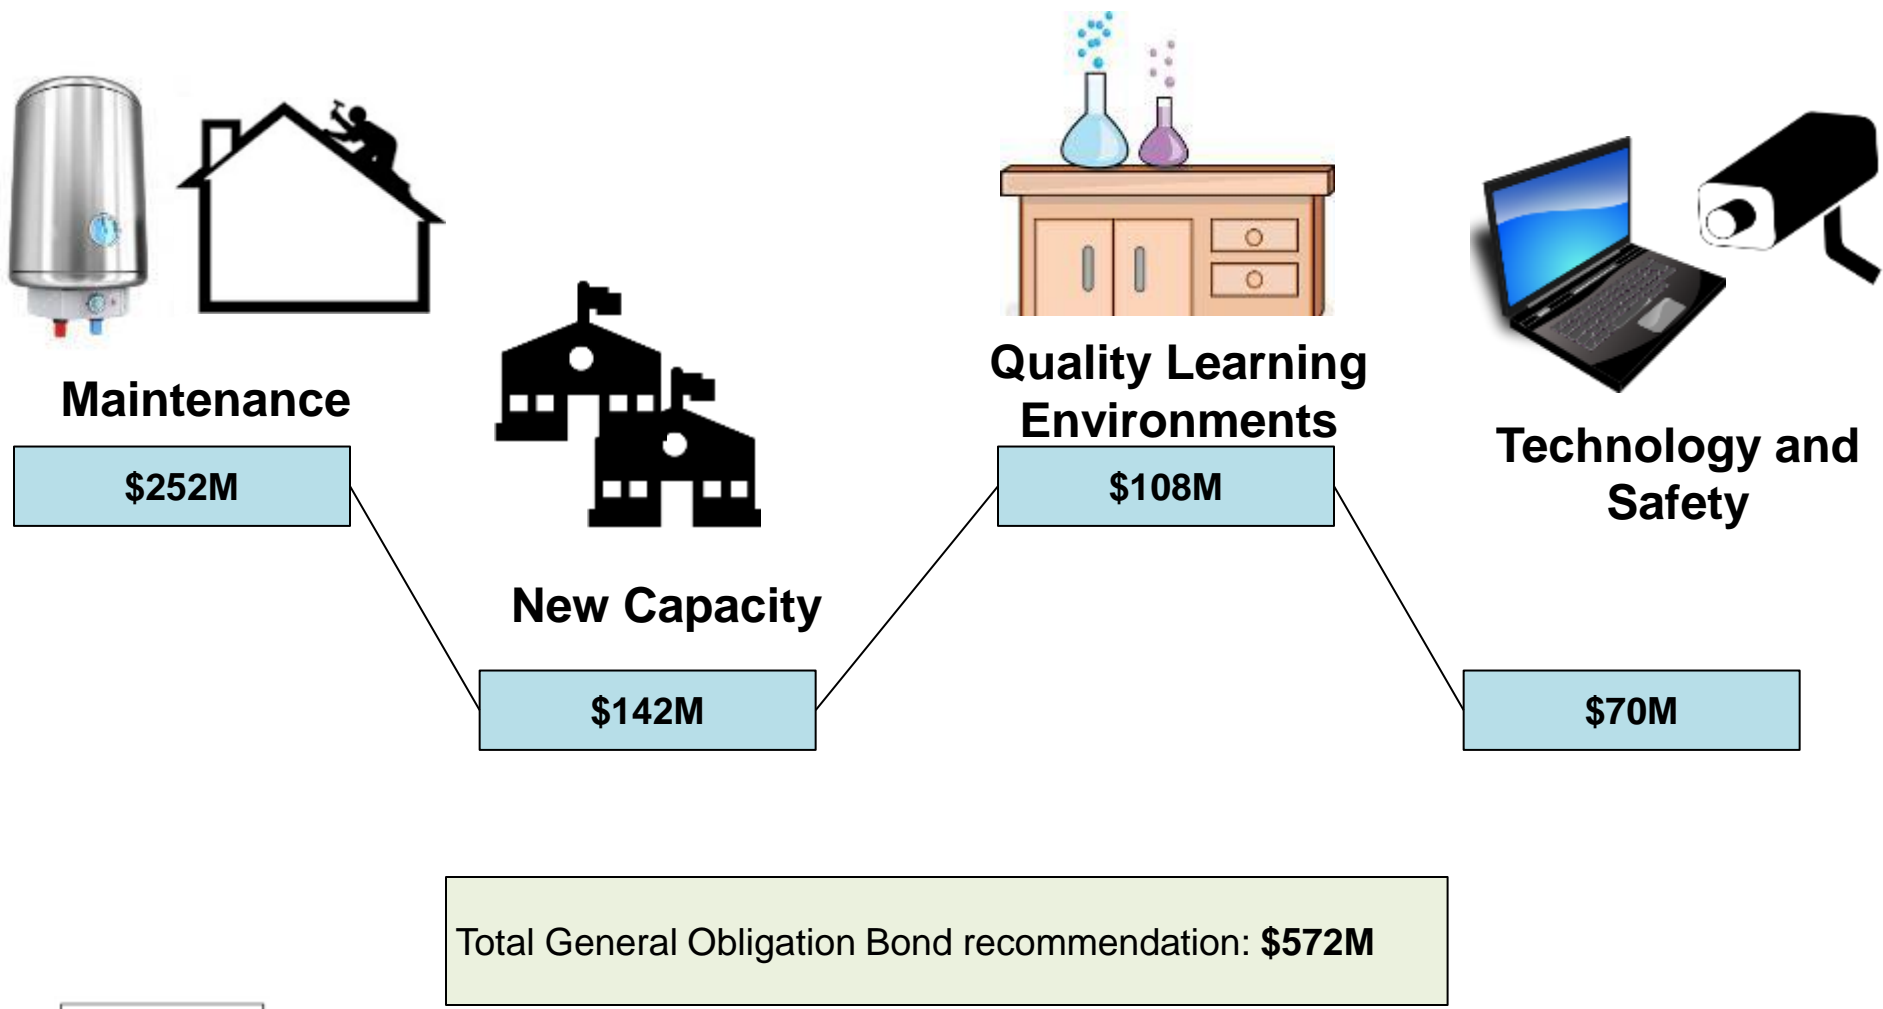 Maintenance
$252M
New Capacity
$142M
Quality Learning
Environments
$108M
Technology and
Safety
$70M
Total General Obligation Bond recommendation: $572M